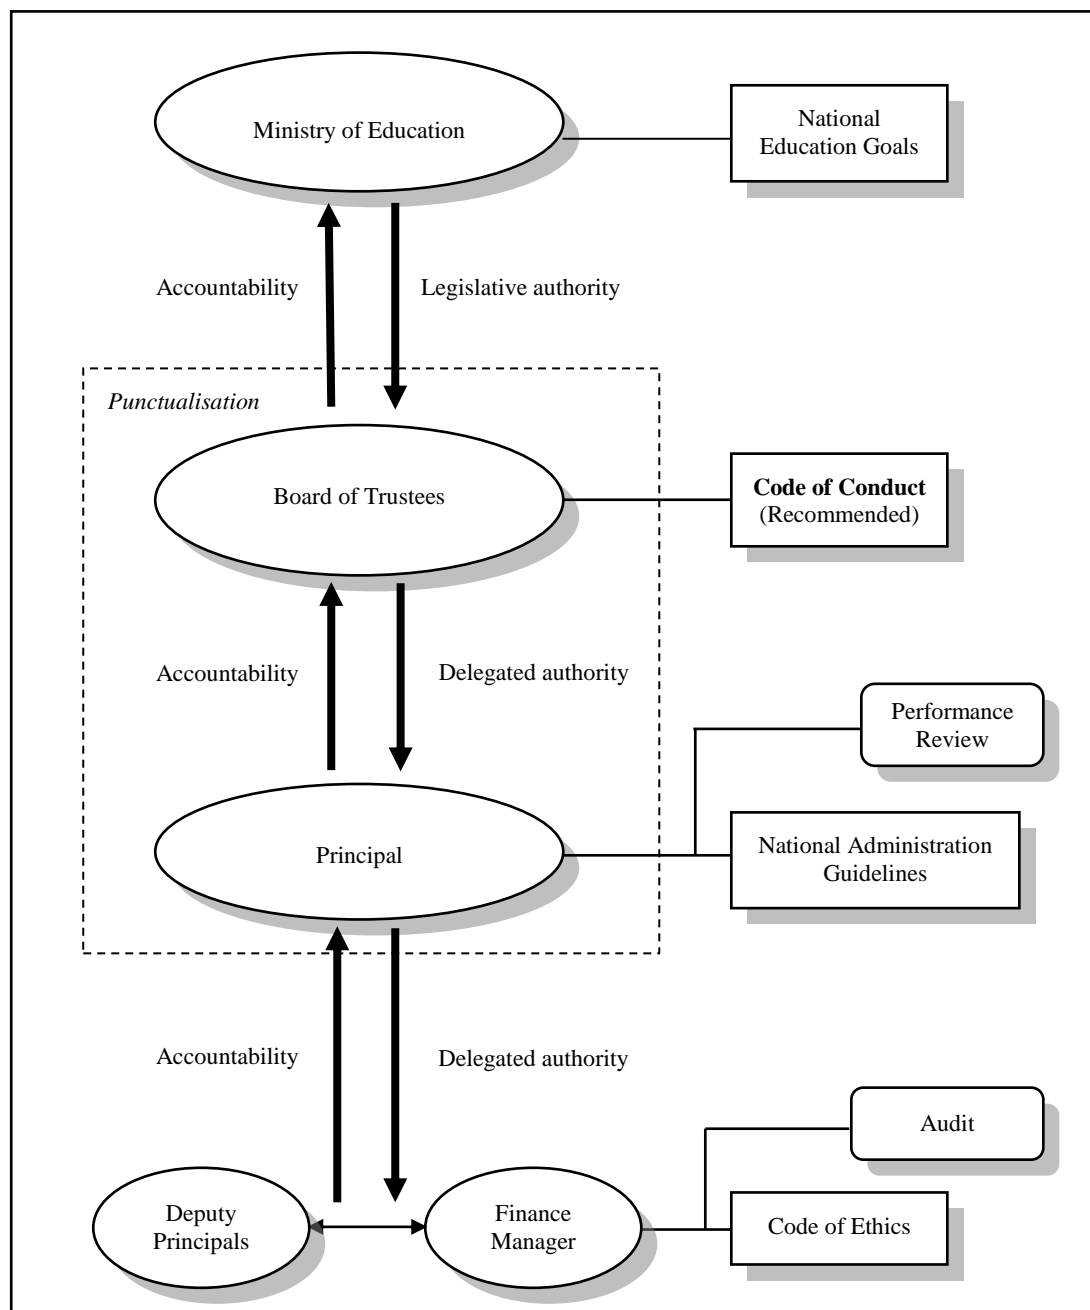 Ministry of Education
National
Education Goals
Accountability
Legislative authority
Punctualisation
Board of Trustees
Code of Conduct
(Recommended)
Accountability
Delegated authority
Performance
Review
Principal
National Administration
Guidelines
Accountability
Delegated authority
Audit
Deputy
Principals
Finance
Manager
Code of Ethics